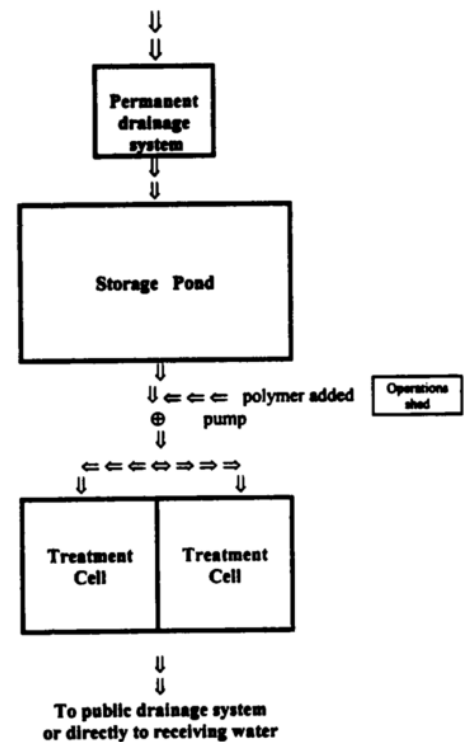 Permanent
drainage
system
Storage Pond
polymer added
Operations
shed
pump
Treatment
Cell
Treatment
Cell
To public drainage system
or directly to receiving water